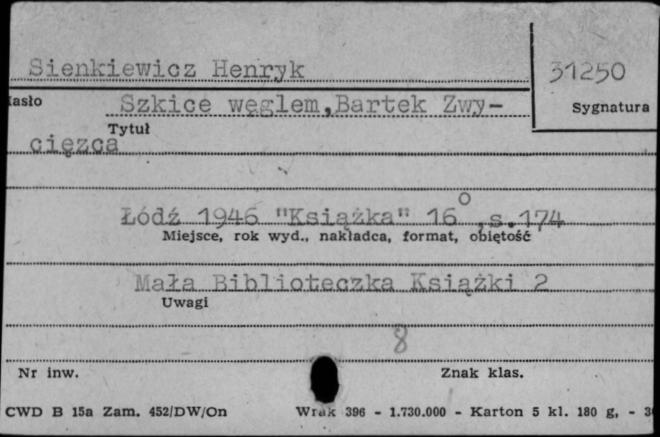 Sienkiewicz Henryk
31250
Hasło
Szkice węglem,Bartek Zwy-
Sygnatura
Tytuł
cięzca
Łódź 1946 "Książka" 16°,s.174
Miejsce, rok wyd., nakładca, format, objętość
Mała Biblioteczka Książki 2
Uwagi
8
Nr inw.
Znak klas.
CWD B 15a Zam. 452/DW/On Wrak 396 - 1.730.000 - Karton 5 kl. 180 g, -